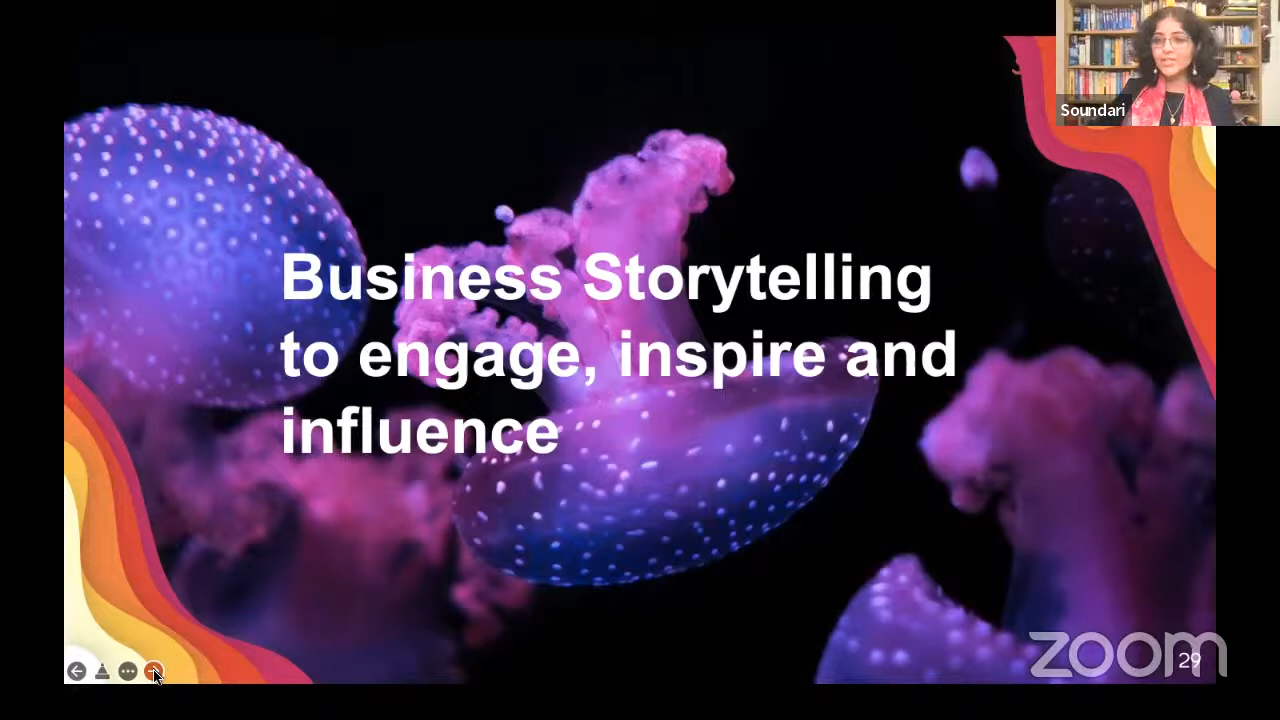 Soundari
Business Storytelling
to engage, inspire and
influence
zoom
29